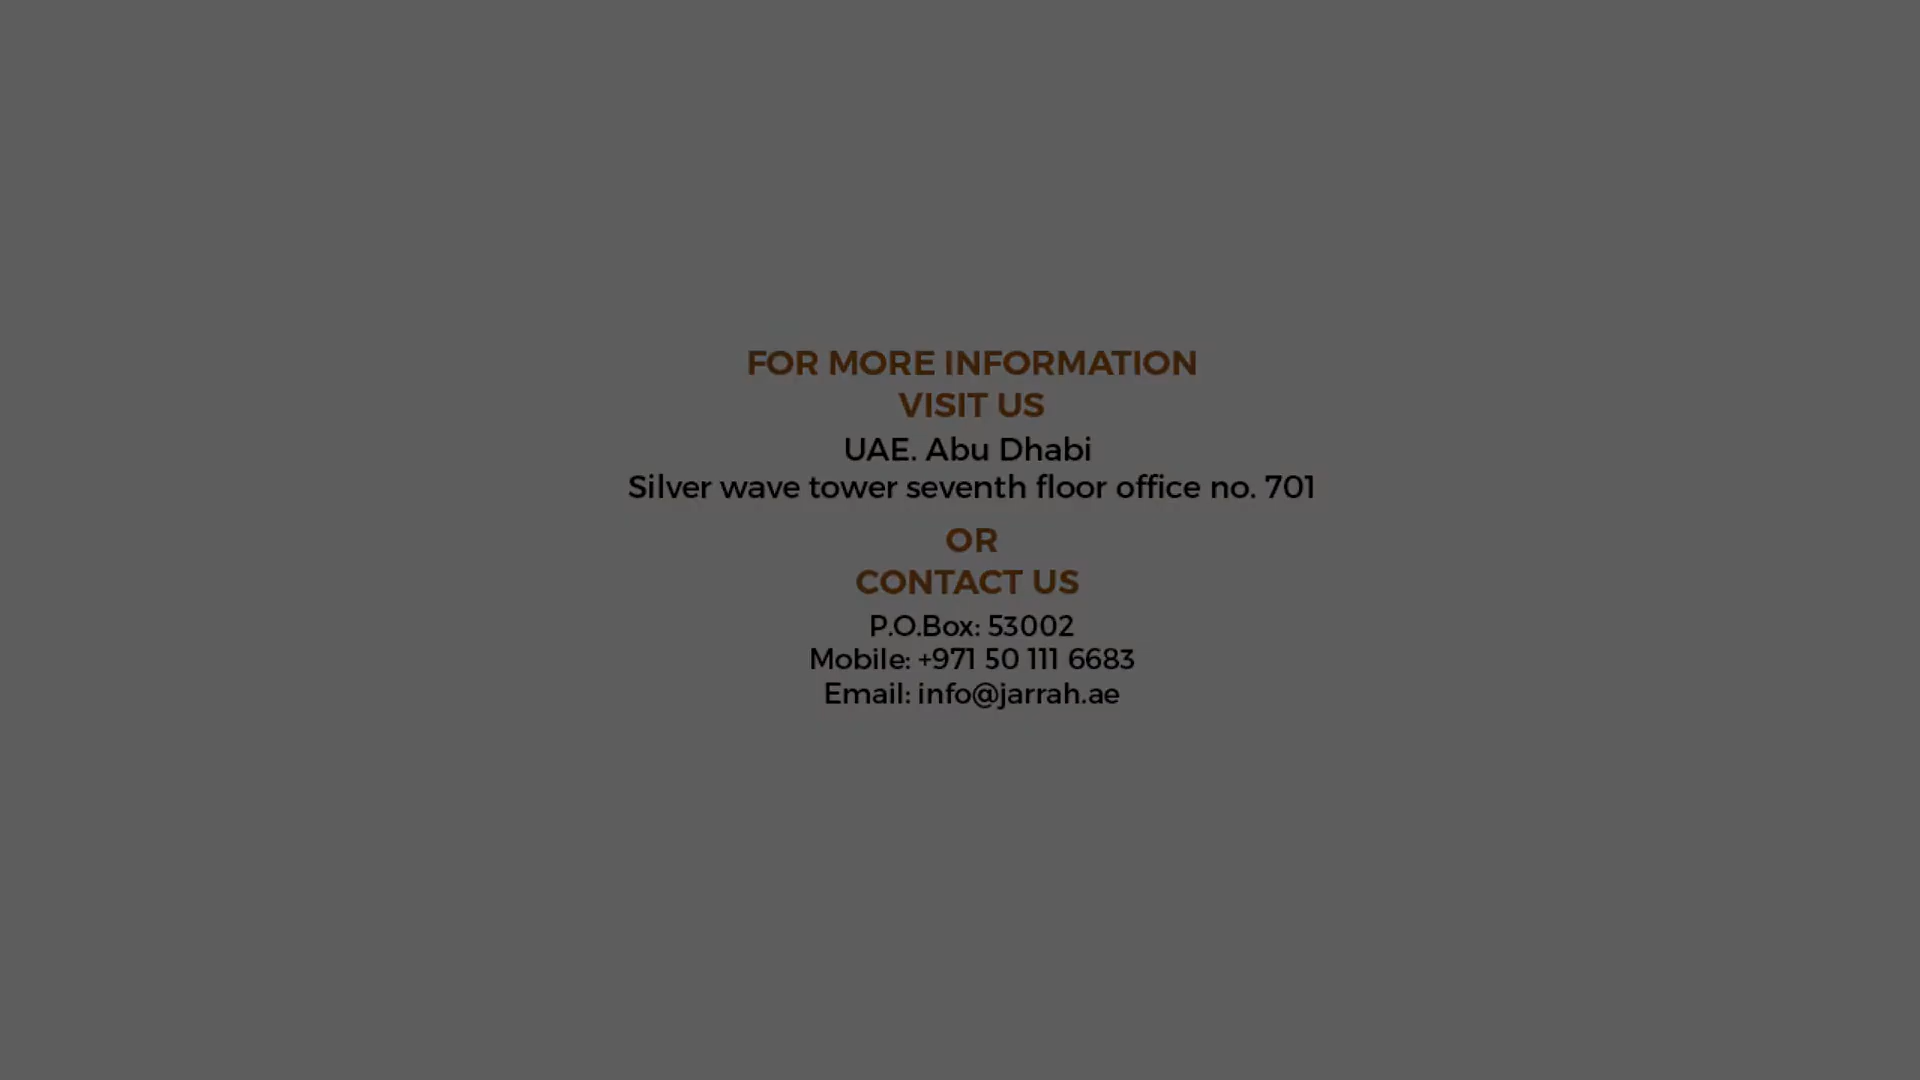 FOR MORE INFORMATION
VISIT US
UAE. Abu Dhabi
Silver wave tower seventh floor office no. 701
OR
CONTACT US
P.O.Box: 53002
Mobile: +971 50 111 6683
Email: info@jarrah.ae